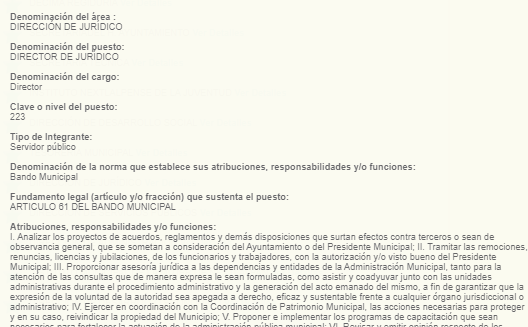 Denominación del área :
DIRECCIÓN DE JURÍDICO
Denominación del puesto:
DIRECTOR DE JURÍDICO
Denominación del cargo:
Director
Clave o nivel del puesto:
223
Tipo de Integrante:
Servidor público
Denominación de la norma que establece sus atribuciones, responsabilidades y/o funciones:
Bando Municipal
Fundamento legal (artículo y/o fracción) que sustenta el puesto:
ARTICULO 61 DEL BANDO MUNICIPAL
Atribuciones, responsabilidades y/o funciones:
I. Analizar los proyectos de acuerdos, reglamentos y demás disposiciones que surtan efectos contra terceros o sean de
observancia general, que se sometan a consideración del Ayuntamiento o del Presidente Municipal; II. Tramitar las remociones,
renuncias, licencias y jubilaciones, de los funcionarios y trabajadores, con la autorización y/o visto bueno del Presidente
Municipal; III. Proporcionar asesoría jurídica a las dependencias y entidades de la Administración Municipal, tanto para la
atención de las consultas que de manera expresa le sean formuladas, como asistir y coadyuvar junto con las unidades
administrativas durante el procedimiento administrativo y la generación del acto emanado del mismo, a fin de garantizar que la
expresión de la voluntad de la autoridad sea apegada a derecho, eficaz y sustentable frente a cualquier órgano jurisdiccional o
administrativo; IV. Ejercer en coordinación con la Coordinación de Patrimonio Municipal, las acciones necesarias para proteger
y en su caso, reivindicar la propiedad del Municipio; V. Proponer e implementar los programas de capacitación que sean
necesarios para fortalecer la actuación de la administración pública municipal; VI. Revisar y emitir opinión respecto de los